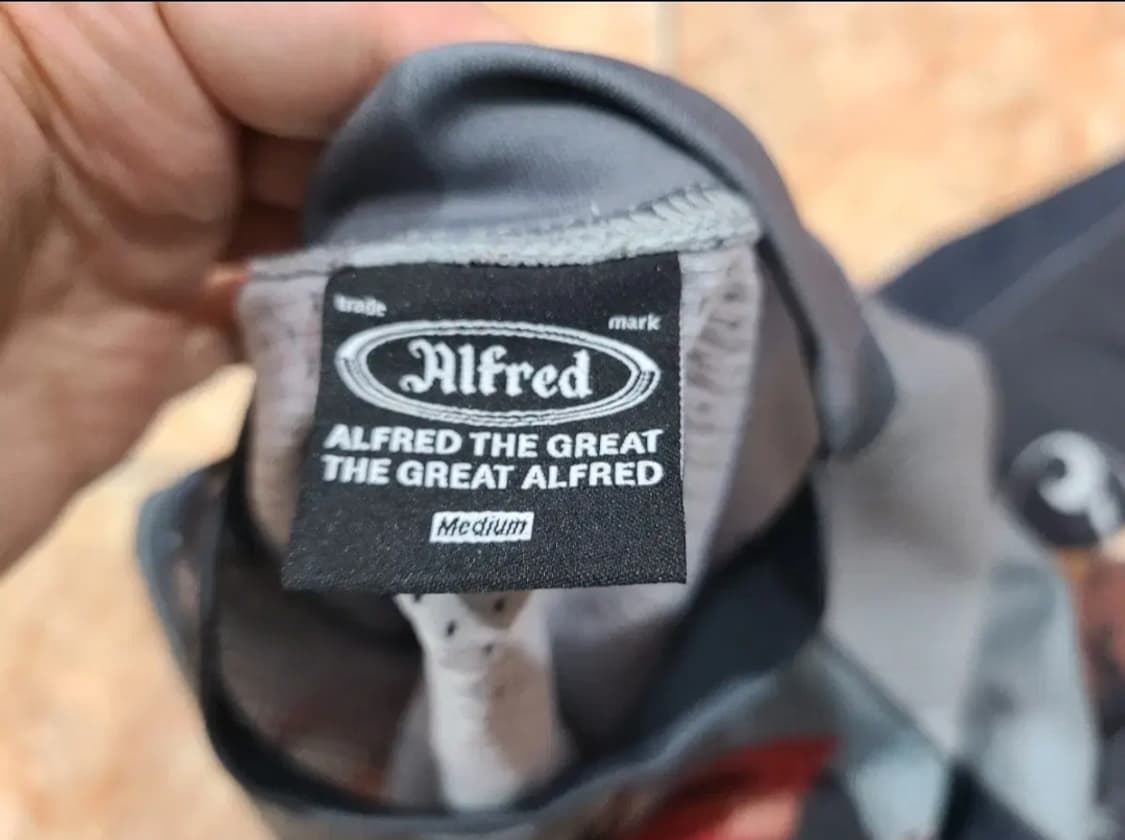 trade mark
Alfred
ALFRED THE GREAT
THE GREAT ALFRED
Medium